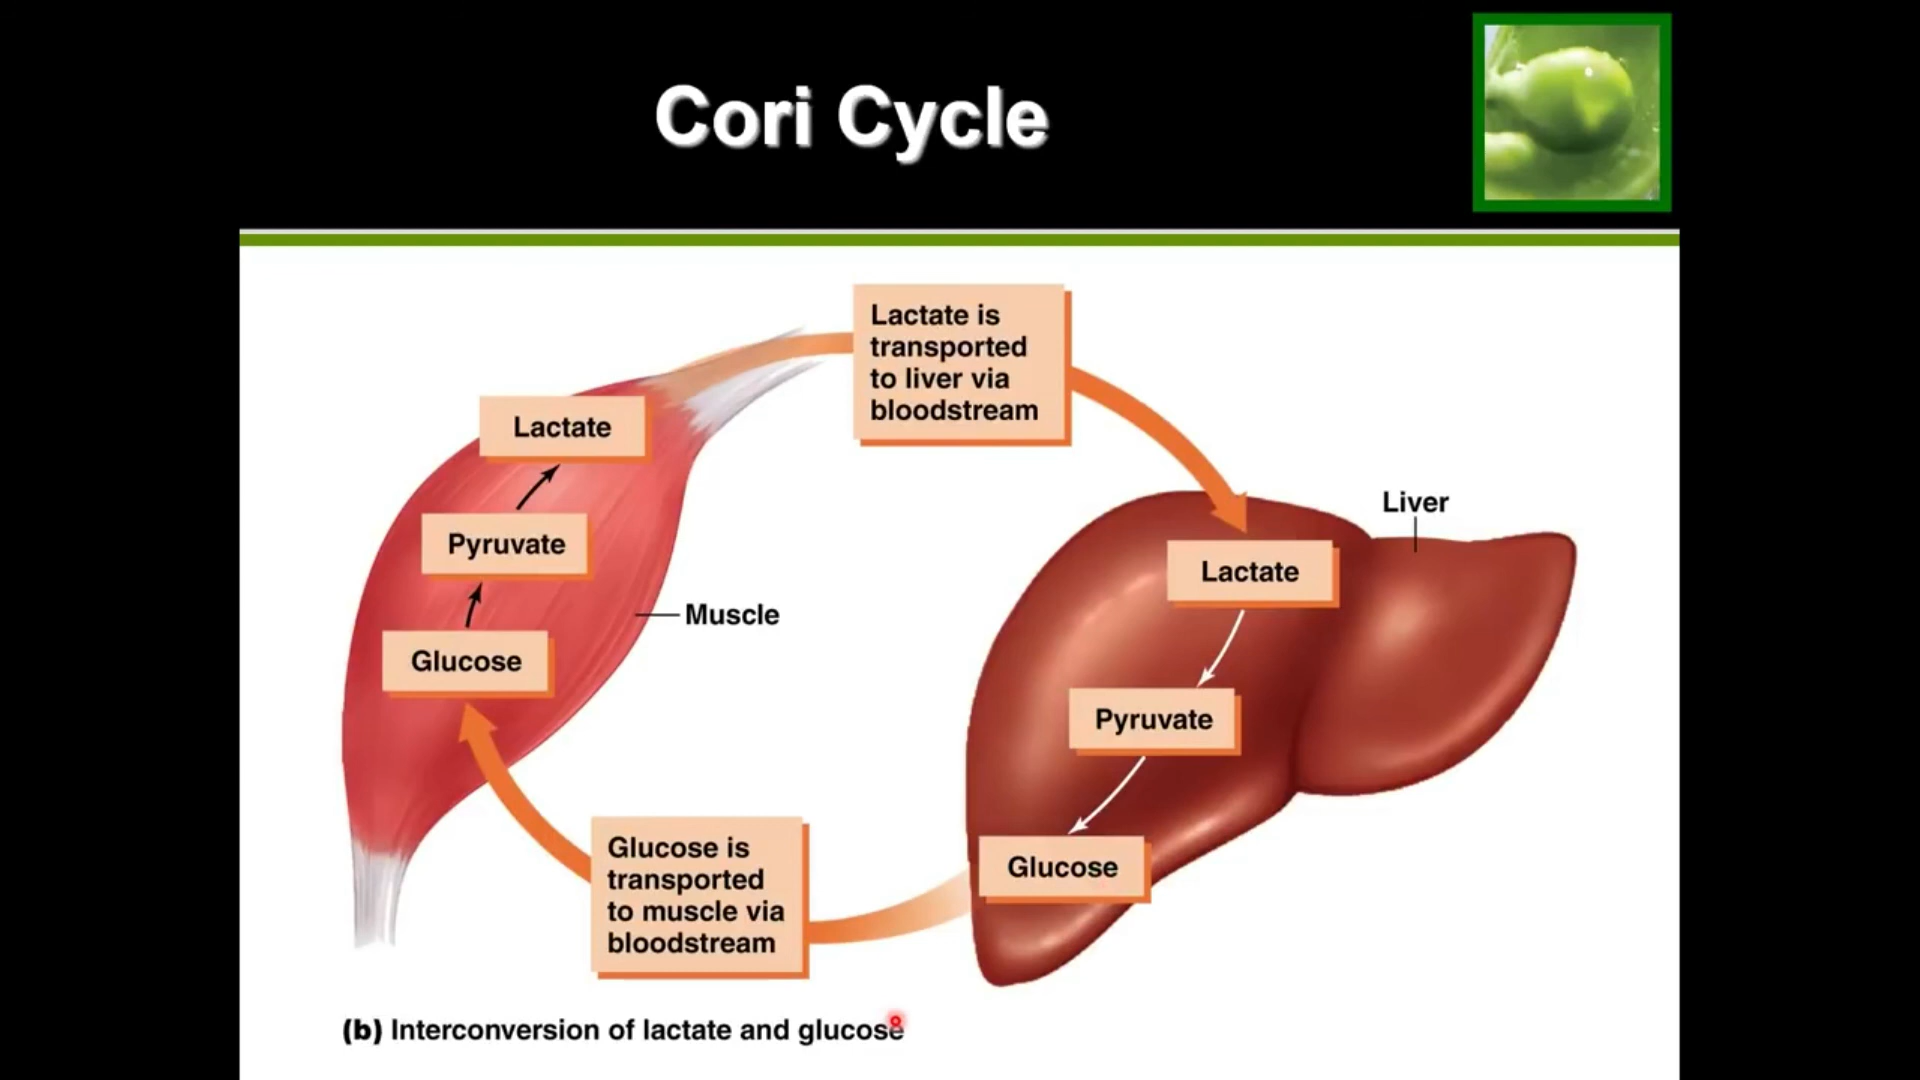 Cori Cycle
Lactate is
transported
to liver via
bloodstream
Lactate
Pyruvate
Glucose
Muscle
Liver
Lactate
Pyruvate
Glucose
Glucose is
transported
to muscle via
bloodstream
(b) Interconversion of lactate and glucose